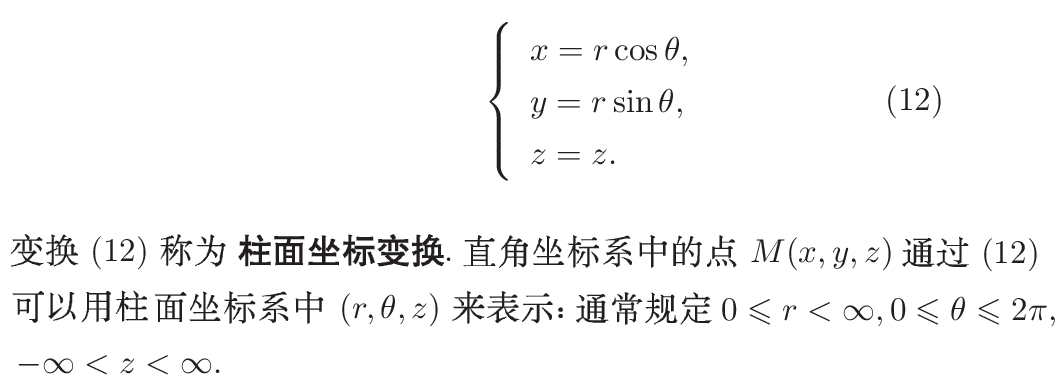 x = r cos θ,
y = r sin θ,    (12)
z = z.
变换 (12) 称为 柱面坐标变换. 直角坐标系中的点 M(x, y, z) 通过 (12)
可以用柱面坐标系中 (r, θ, z) 来表示: 通常规定 0 ⩽ r < ∞, 0 ⩽ θ ⩽ 2π,
−∞ < z < ∞.